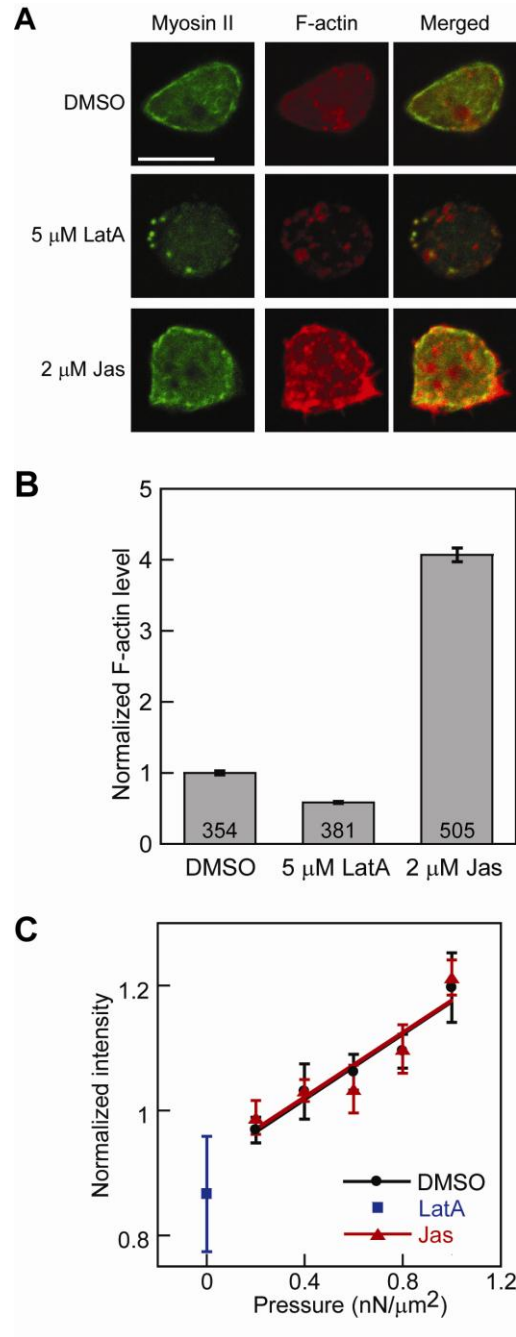 A
Myosin II F-actin Merged
DMSO
5 μM LatA
2 μM Jas
B
Normalized F-actin level
5
4
3
2
1
0
354 381 505
DMSO 5 μM LatA 2 μM Jas
C
Normalized intensity
1.2
1
0.8
DMSO
LatA
Jas
0 0.4 0.8 1.2
Pressure (nN/μm²)